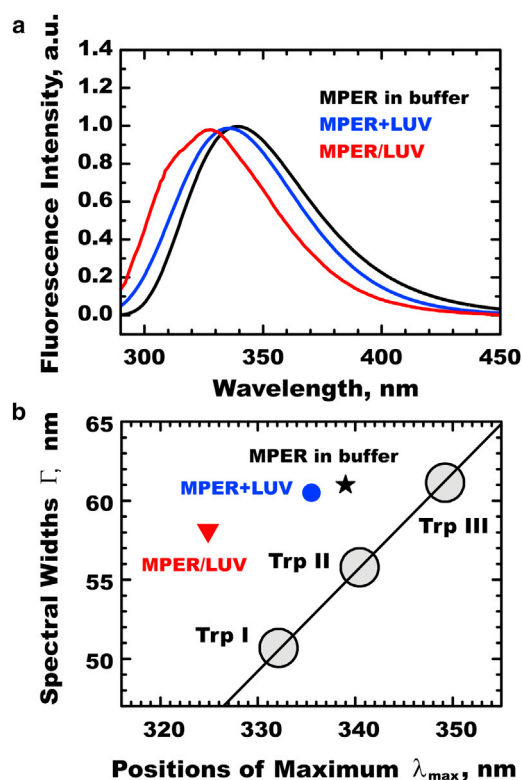 a
Fluorescence Intensity, a.u.
1.4
1.2
1.0
0.8
0.6
0.4
0.2
0.0
MPER in buffer
MPER+LUV
MPER/LUV
300
350
400
450
Wavelength, nm
b
Spectral Widths Γ, nm
65
60
55
50
MPER in buffer
MPER+LUV
MPER/LUV
Trp III
Trp II
Trp I
320
330
340
350
Positions of Maximum λmax, nm